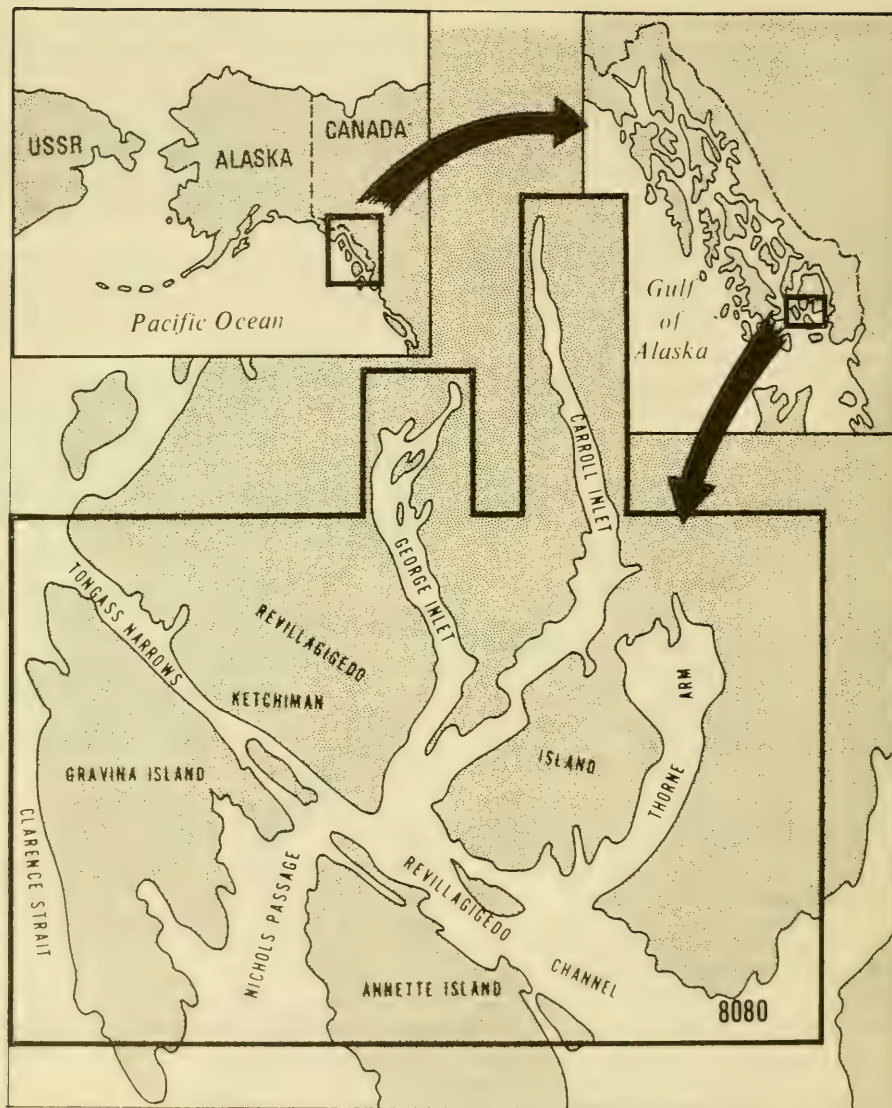 USSR
ALASKA
CANADA
Pacific Ocean
Gulf
of
Alaska
CARROLL INLET
GEORGE INLET
TONGASS NARROWS
REVILLAGIGEDO
KETCHIMAN
GRAVINA ISLAND
ISLAND
THORNE
ARM
CLARENCE STRAIT
NICHOLS PASSAGE
REVILLAGIGEDO
CHANNEL
ANNETTE ISLAND
8080